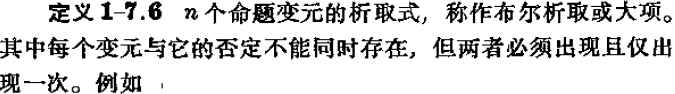 定义1-7.6 n个命题变元的析取式，称作布尔析取或大项。
其中每个变元与它的否定不能同时存在，但两者必须出现且仅出
现一次。例如